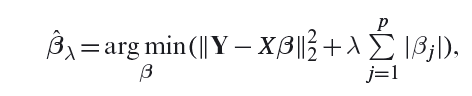 β̂_λ = arg min_β (‖Y − Xβ‖₂² + λ ∑_{j=1}^{p} |β_j|),